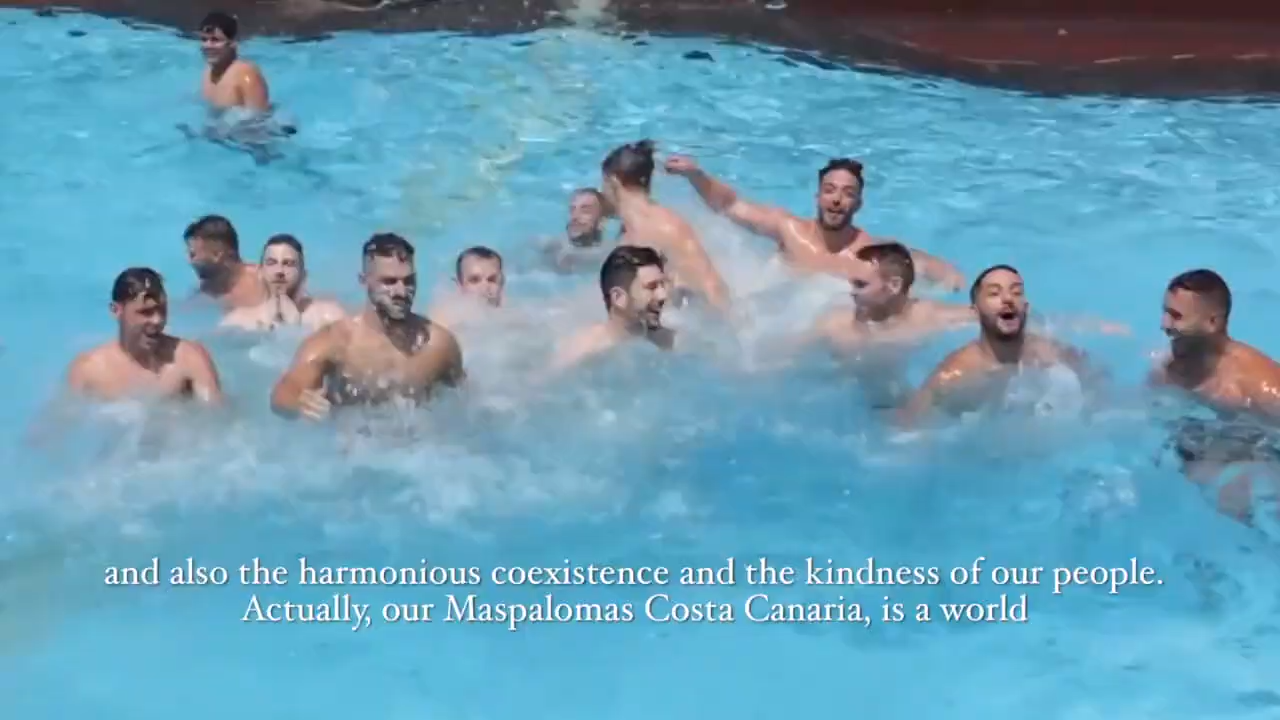 and also the harmonious coexistence and the kindness of our people.
Actually, our Maspalomas Costa Canaria, is a world